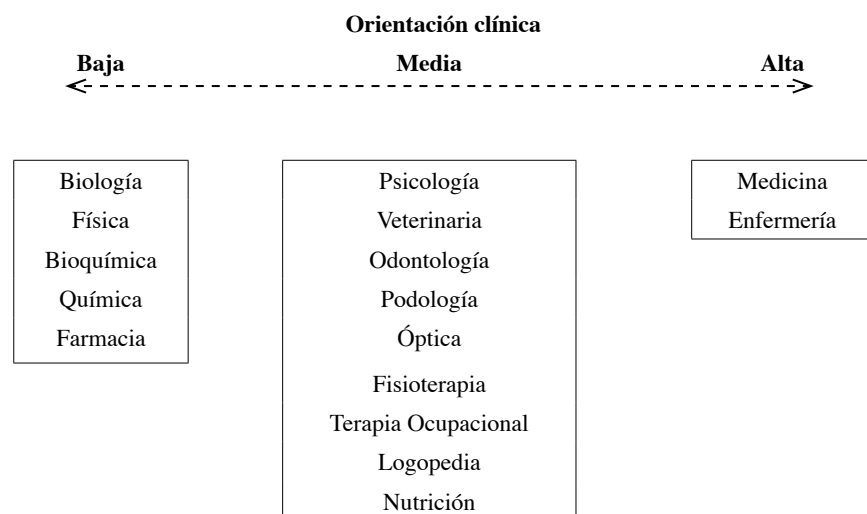 Orientación clínica
Baja Media Alta
Biología
Física
Bioquímica
Química
Farmacia
Psicología
Veterinaria
Odontología
Podología
Óptica
Fisioterapia
Terapia Ocupacional
Logopedia
Nutrición
Medicina
Enfermería